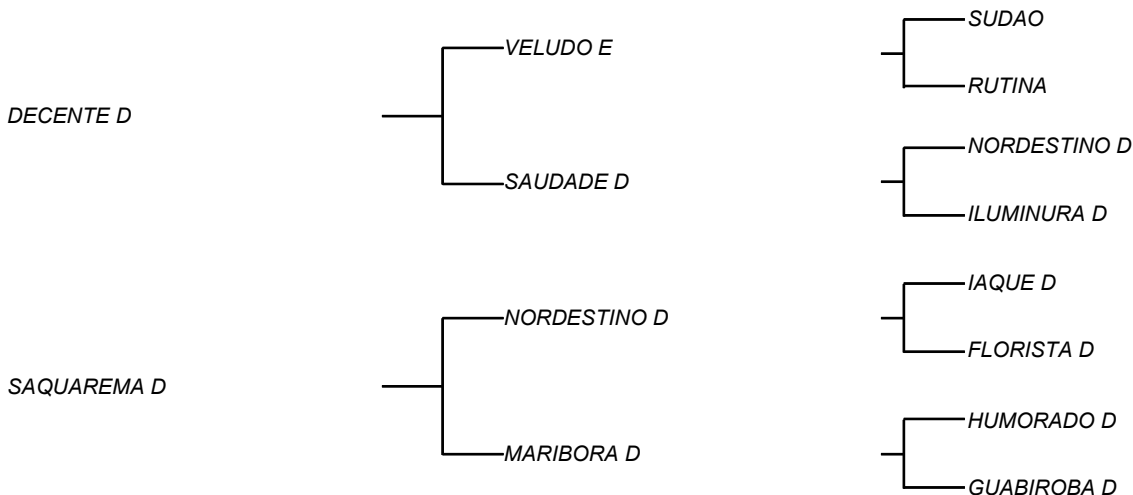 SUDAO
VELUDO E
RUTINA
DECENTE D
NORDESTINO D
SAUDADE D
ILUMINURA D
IAQUE D
NORDESTINO D
FLORISTA D
SAQUAREMA D
HUMORADO D
MARIBORA D
GUABIROBA D